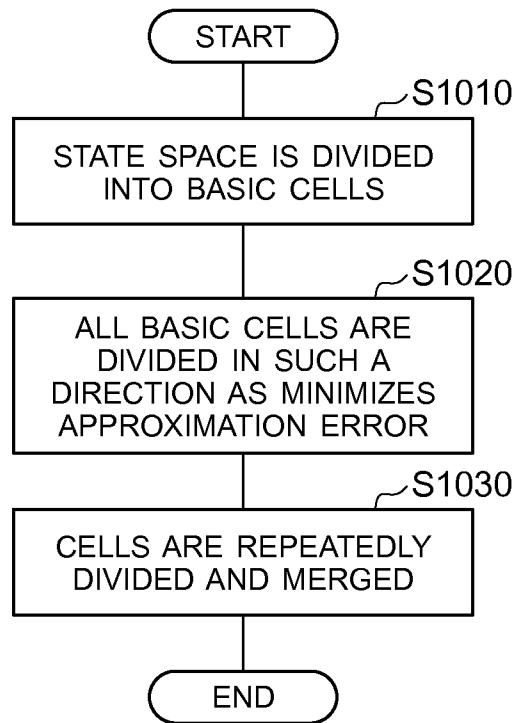 START
S1010
STATE SPACE IS DIVIDED
INTO BASIC CELLS
S1020
ALL BASIC CELLS ARE
DIVIDED IN SUCH A
DIRECTION AS MINIMIZES
APPROXIMATION ERROR
S1030
CELLS ARE REPEATEDLY
DIVIDED AND MERGED
END